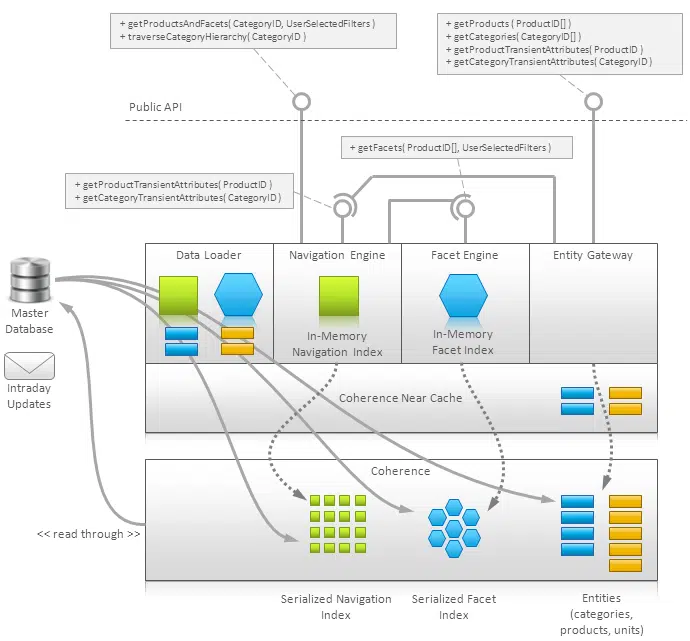 + getProductsAndFacets( CategoryID, UserSelectedFilters )
+ traverseCategoryHierarchy( CategoryID )
+ getProducts ( ProductID[] )
+ getCategories( CategoryID[] )
+ getProductTransientAttributes( ProductID )
+ getCategoryTransientAttributes( CategoryID )
Public API
+ getFacets( ProductID[], UserSelectedFilters )
+ getProductTransientAttributes( ProductID )
+ getCategoryTransientAttributes( CategoryID )
Data Loader
Navigation Engine
Facet Engine
Entity Gateway
Master
Database
In-Memory
Navigation Index
In-Memory
Facet Index
Intraday
Updates
Coherence Near Cache
Coherence
<< read through >>
Serialized Navigation
Index
Serialized Facet
Index
Entities
(categories,
products, units)